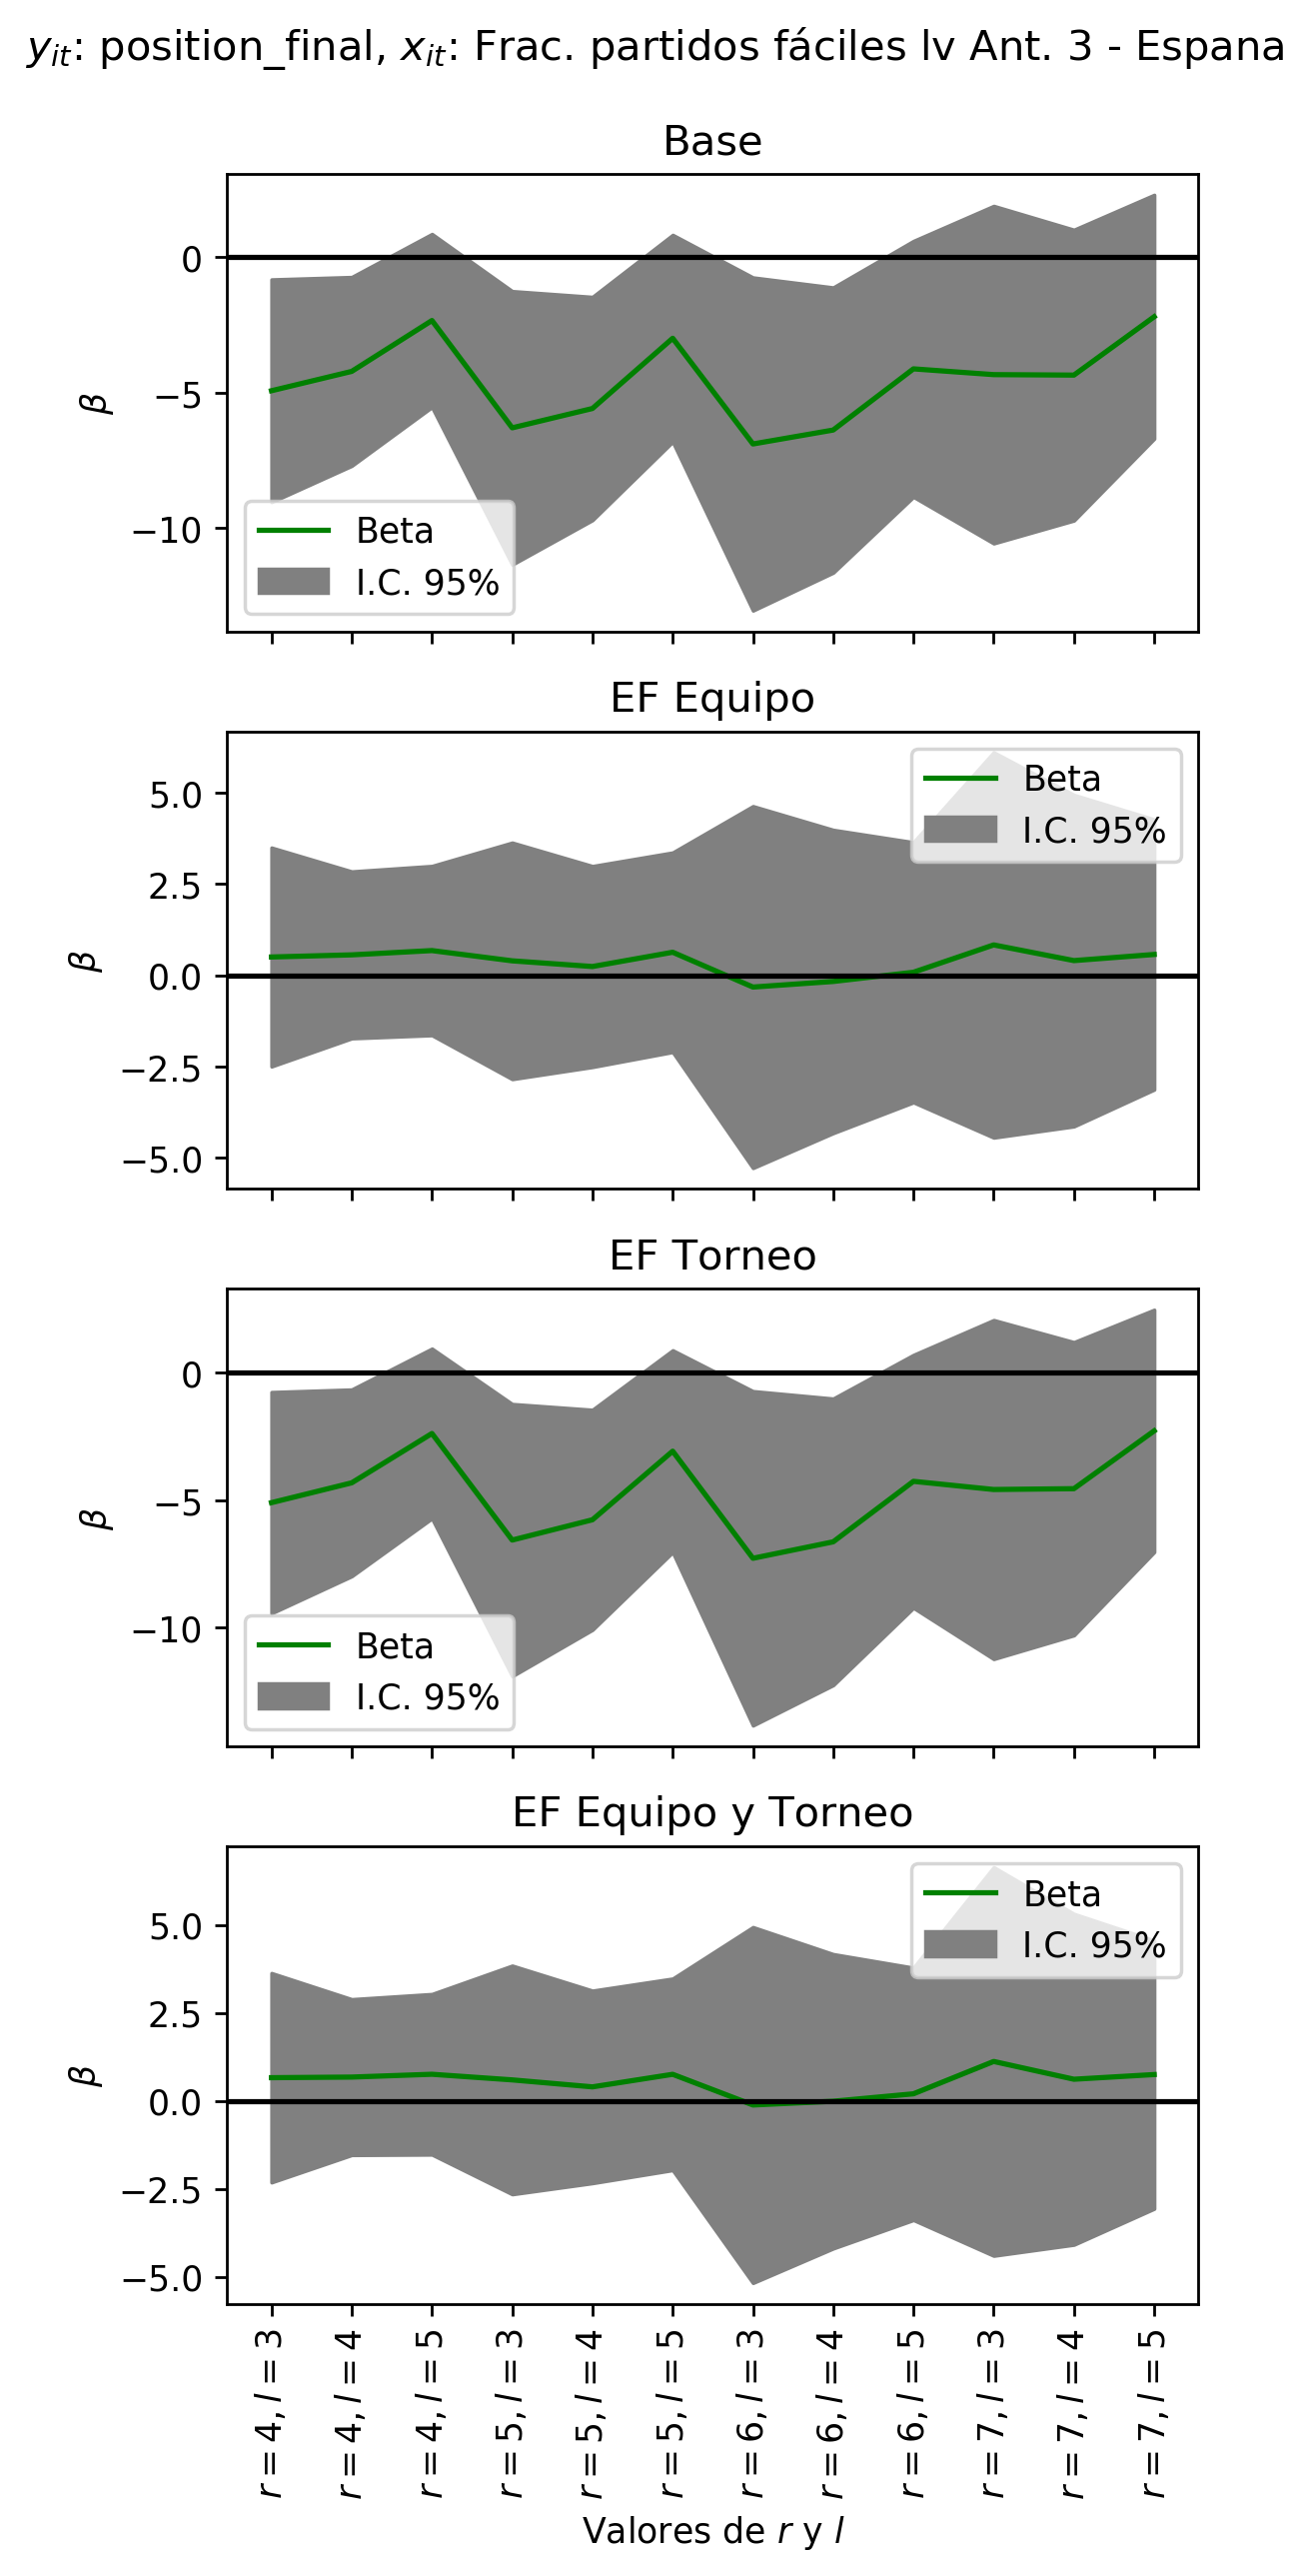 y_it: position_final, x_it: Frac. partidos fáciles lv Ant. 3 - Espana
Base
0
−5
−10
β
Beta
I.C. 95%
EF Equipo
5.0
2.5
0.0
−2.5
−5.0
β
Beta
I.C. 95%
EF Torneo
0
−5
−10
β
Beta
I.C. 95%
EF Equipo y Torneo
5.0
2.5
0.0
−2.5
−5.0
β
Beta
I.C. 95%
r = 4, l = 3
r = 4, l = 4
r = 4, l = 5
r = 5, l = 3
r = 5, l = 4
r = 5, l = 5
r = 6, l = 3
r = 6, l = 4
r = 6, l = 5
r = 7, l = 3
r = 7, l = 4
r = 7, l = 5
Valores de r y l